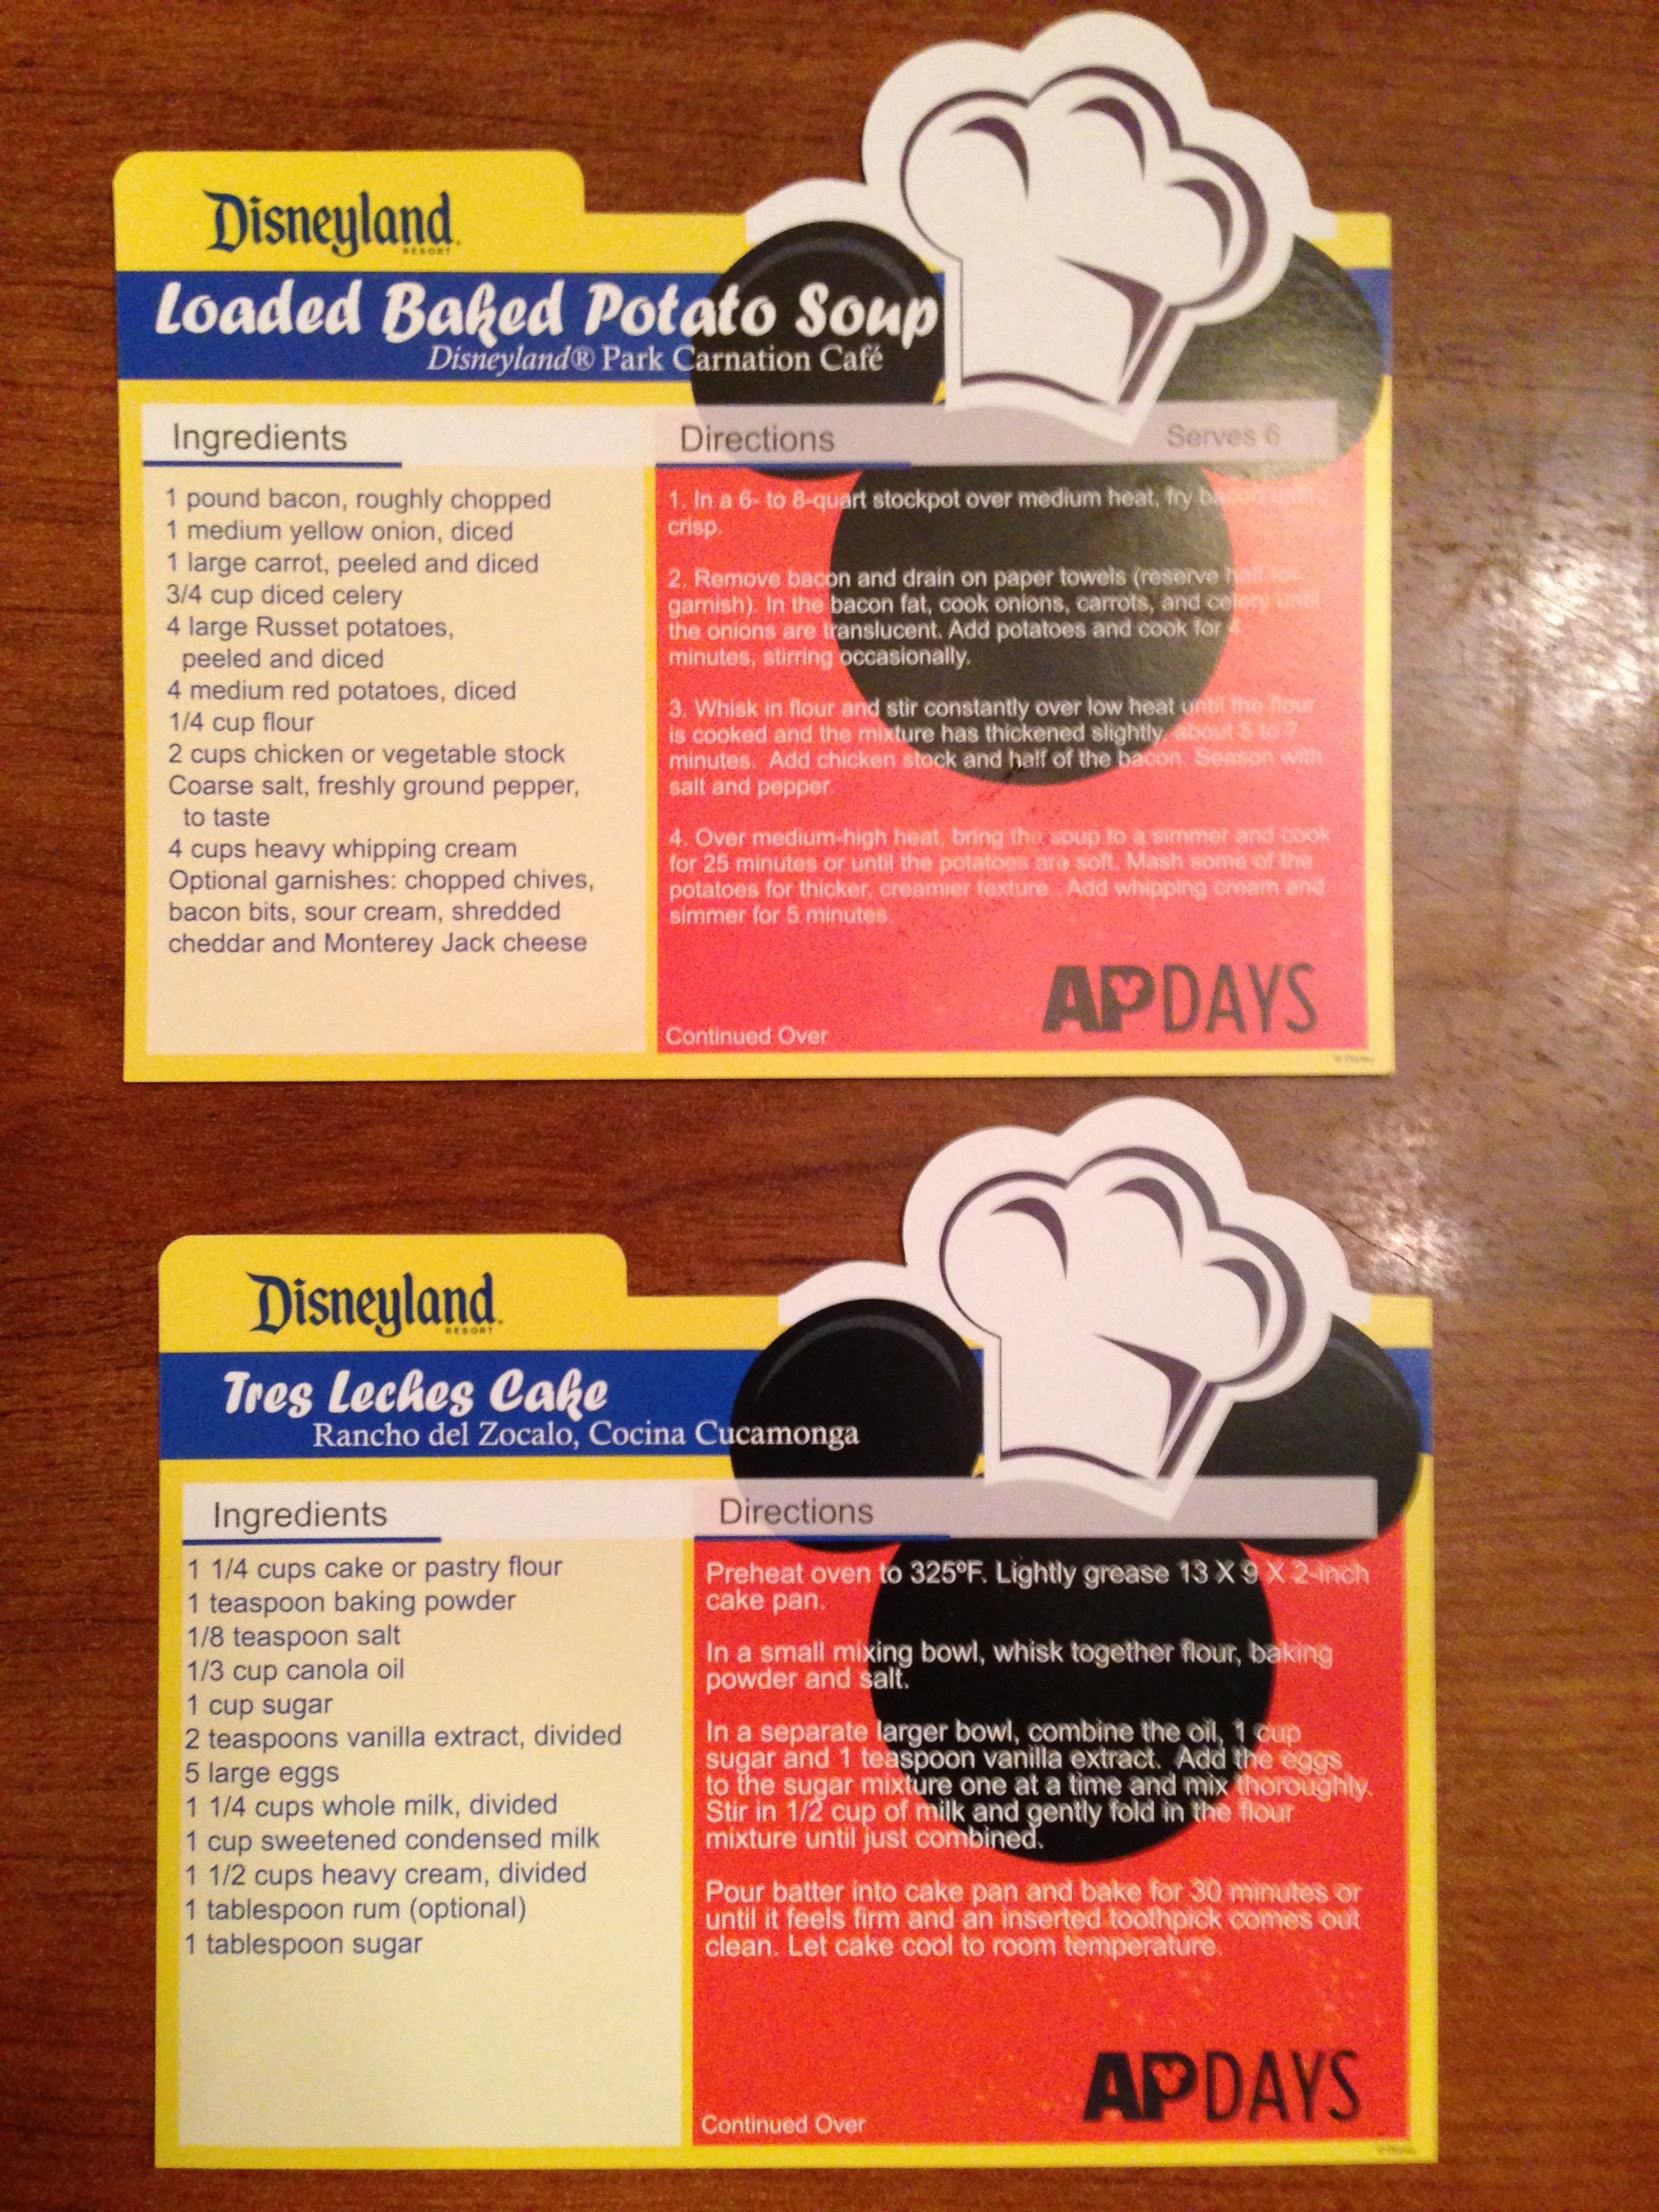 Disneyland
RESORT
Loaded Baked Potato Soup
Disneyland® Park Carnation Café
Ingredients
1 pound bacon, roughly chopped
1 medium yellow onion, diced
1 large carrot, peeled and diced
3/4 cup diced celery
4 large Russet potatoes,
peeled and diced
4 medium red potatoes, diced
1/4 cup flour
2 cups chicken or vegetable stock
Coarse salt, freshly ground pepper,
to taste
4 cups heavy whipping cream
Optional garnishes: chopped chives,
bacon bits, sour cream, shredded
cheddar and Monterey Jack cheese
Directions
Serves 6
1. In a 6- to 8-quart stockpot over medium heat, fry bacon until
crisp.
2. Remove bacon and drain on paper towels (reserve half for
garnish). In the bacon fat, cook onions, carrots, and celery until
the onions are translucent. Add potatoes and cook for 4
minutes, stirring occasionally.
3. Whisk in flour and stir constantly over low heat until the flour
is cooked and the mixture has thickened slightly, about 5 to 7
minutes. Add chicken stock and half of the bacon. Season with
salt and pepper.
4. Over medium-high heat, bring the soup to a simmer and cook
for 25 minutes or until the potatoes are soft. Mash some of the
potatoes for thicker, creamier texture. Add whipping cream and
simmer for 5 minutes.
AP DAYS
Continued Over
© Disney
Disneyland
RESORT
Tres Leches Cake
Rancho del Zocalo, Cocina Cucamonga
Ingredients
1 1/4 cups cake or pastry flour
1 teaspoon baking powder
1/8 teaspoon salt
1/3 cup canola oil
1 cup sugar
2 teaspoons vanilla extract, divided
5 large eggs
1 1/4 cups whole milk, divided
1 cup sweetened condensed milk
1 1/2 cups heavy cream, divided
1 tablespoon rum (optional)
1 tablespoon sugar
Directions
Preheat oven to 325ºF. Lightly grease 13 X 9 X 2-inch
cake pan.
In a small mixing bowl, whisk together flour, baking
powder and salt.
In a separate larger bowl, combine the oil, 1 cup
sugar and 1 teaspoon vanilla extract. Add the eggs
to the sugar mixture one at a time and mix thoroughly.
Stir in 1/2 cup of milk and gently fold in the flour
mixture until just combined.
Pour batter into cake pan and bake for 30 minutes or
until it feels firm and an inserted toothpick comes out
clean. Let cake cool to room temperature.
AP DAYS
Continued Over
© Disney